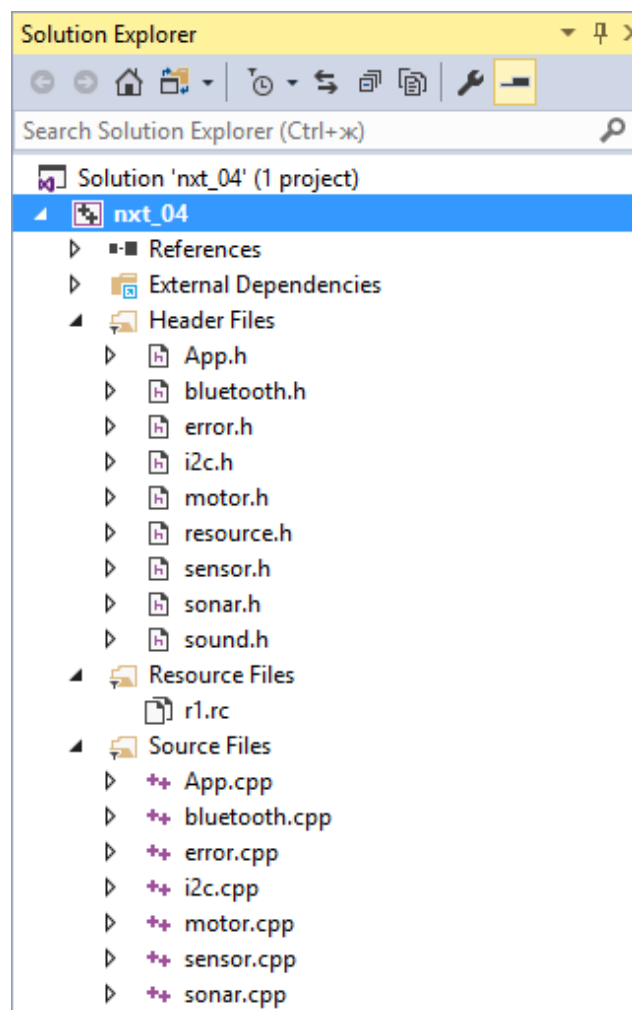 Solution Explorer
Search Solution Explorer (Ctrl+ж)
Solution 'nxt_04' (1 project)
nxt_04
References
External Dependencies
Header Files
App.h
bluetooth.h
error.h
i2c.h
motor.h
resource.h
sensor.h
sonar.h
sound.h
Resource Files
r1.rc
Source Files
App.cpp
bluetooth.cpp
error.cpp
i2c.cpp
motor.cpp
sensor.cpp
sonar.cpp